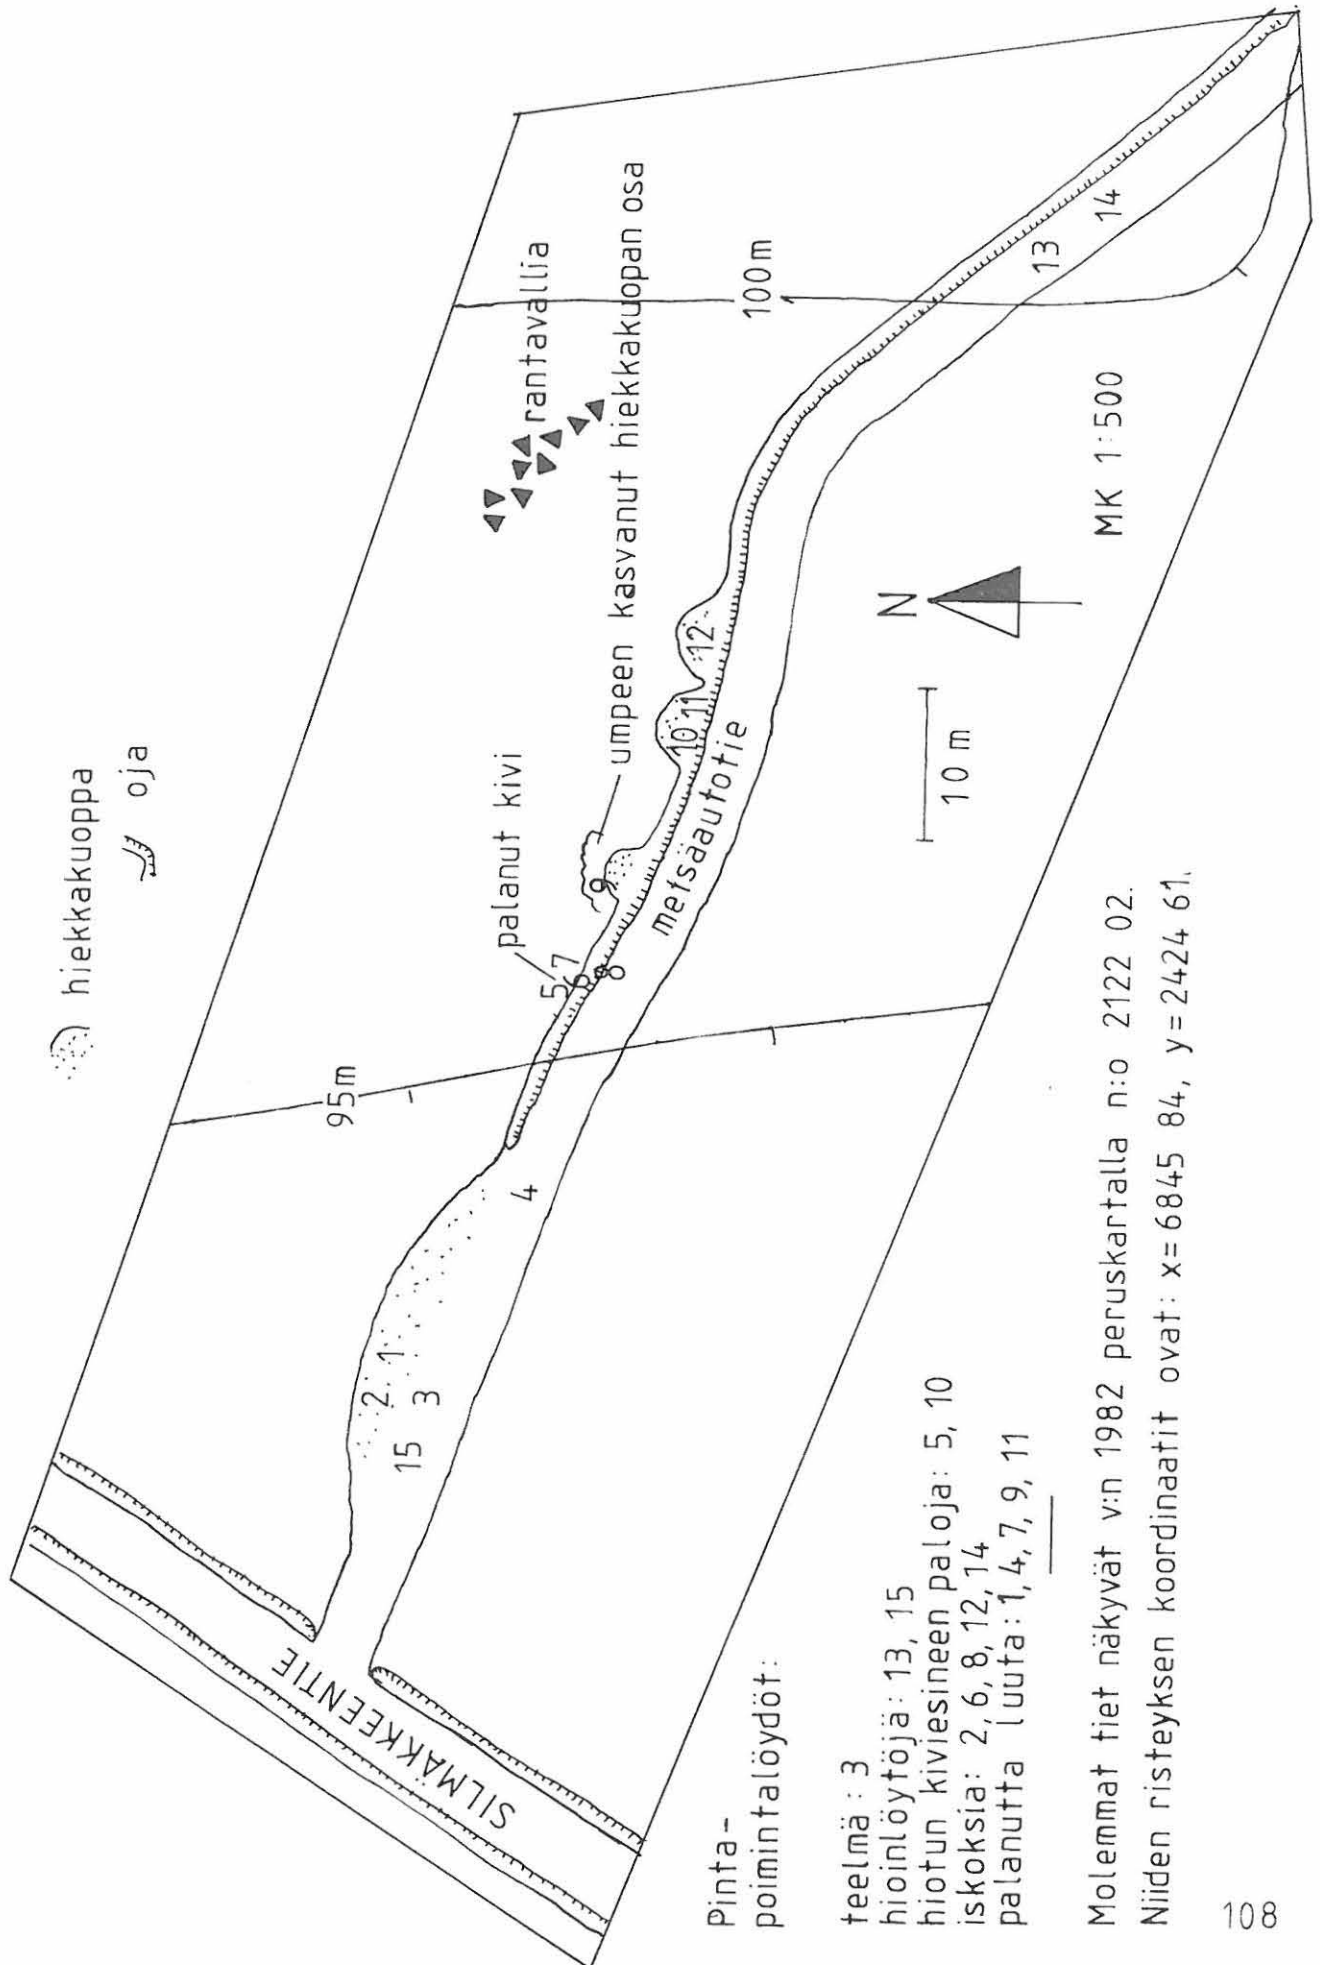 hiekkakuoppa
oja
rantavallia
umpeen kasvanut hiekkakuopan osa
palanut kivi
95m
100m
SILMÄKKEENTIE
metsäautotie
15
2
1
3
4
5
6
7
8
9
10
11
12
13
14
N
10 m
MK 1:500
Pinta-
poimintalöydöt:
teelmä : 3
hioinlöytöjä : 13, 15
hiotun kiviesineen paloja: 5, 10
iskoksia: 2, 6, 8, 12, 14
palanutta luuta: 1, 4, 7, 9, 11
Molemmat tiet näkyvät v:n 1982 peruskartalla n:o 2122 02.
Niiden risteyksen koordinaatit ovat: x= 6845 84, y=2424 61.
108